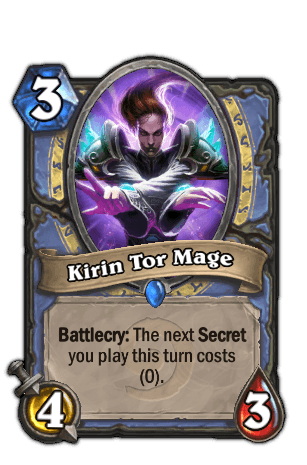 3
Kirin Tor Mage
Battlecry: The next Secret
you play this turn costs
(0).
4
3